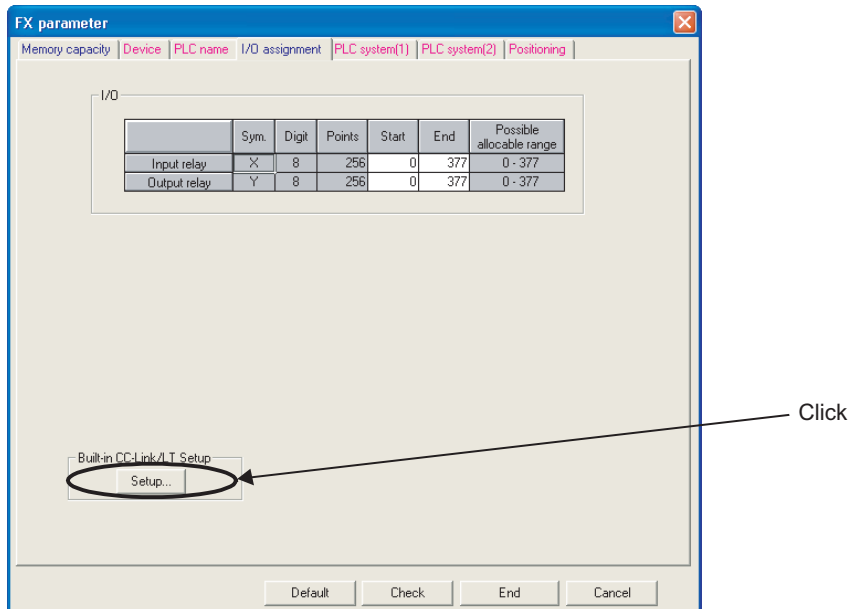 FX parameter
Memory capacity Device PLC name I/O assignment PLC system(1) PLC system(2) Positioning
I/O
Sym. Digit Points Start End Possible allocable range
Input relay X 8 256 0 377 0 - 377
Output relay Y 8 256 0 377 0 - 377
Click
Built-in CC-Link/LT Setup
Setup...
Default Check End Cancel